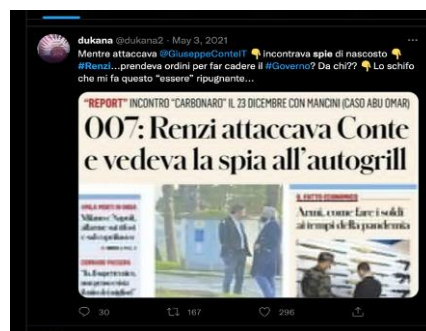 dukana @dukana2 · May 3, 2021
Mentre attaccava @GiuseppeConteIT 👇 incontrava spie di nascosto 👇
#Renzi...prendeva ordini per far cadere il #Governo? Da chi?? 👇 Lo schifo
che mi fa questo “essere” ripugnante...
“REPORT” INCONTRO “CARBONARO” IL 23 DICEMBRE CON MANCINI (CASO ABU OMAR)
007: Renzi attaccava Conte
e vedeva la spia all’autogrill
Milano e Napoli,
IL FATTO ECONOMICO
Armi, come fare i soldi
ai tempi della pandemia
30
167
296